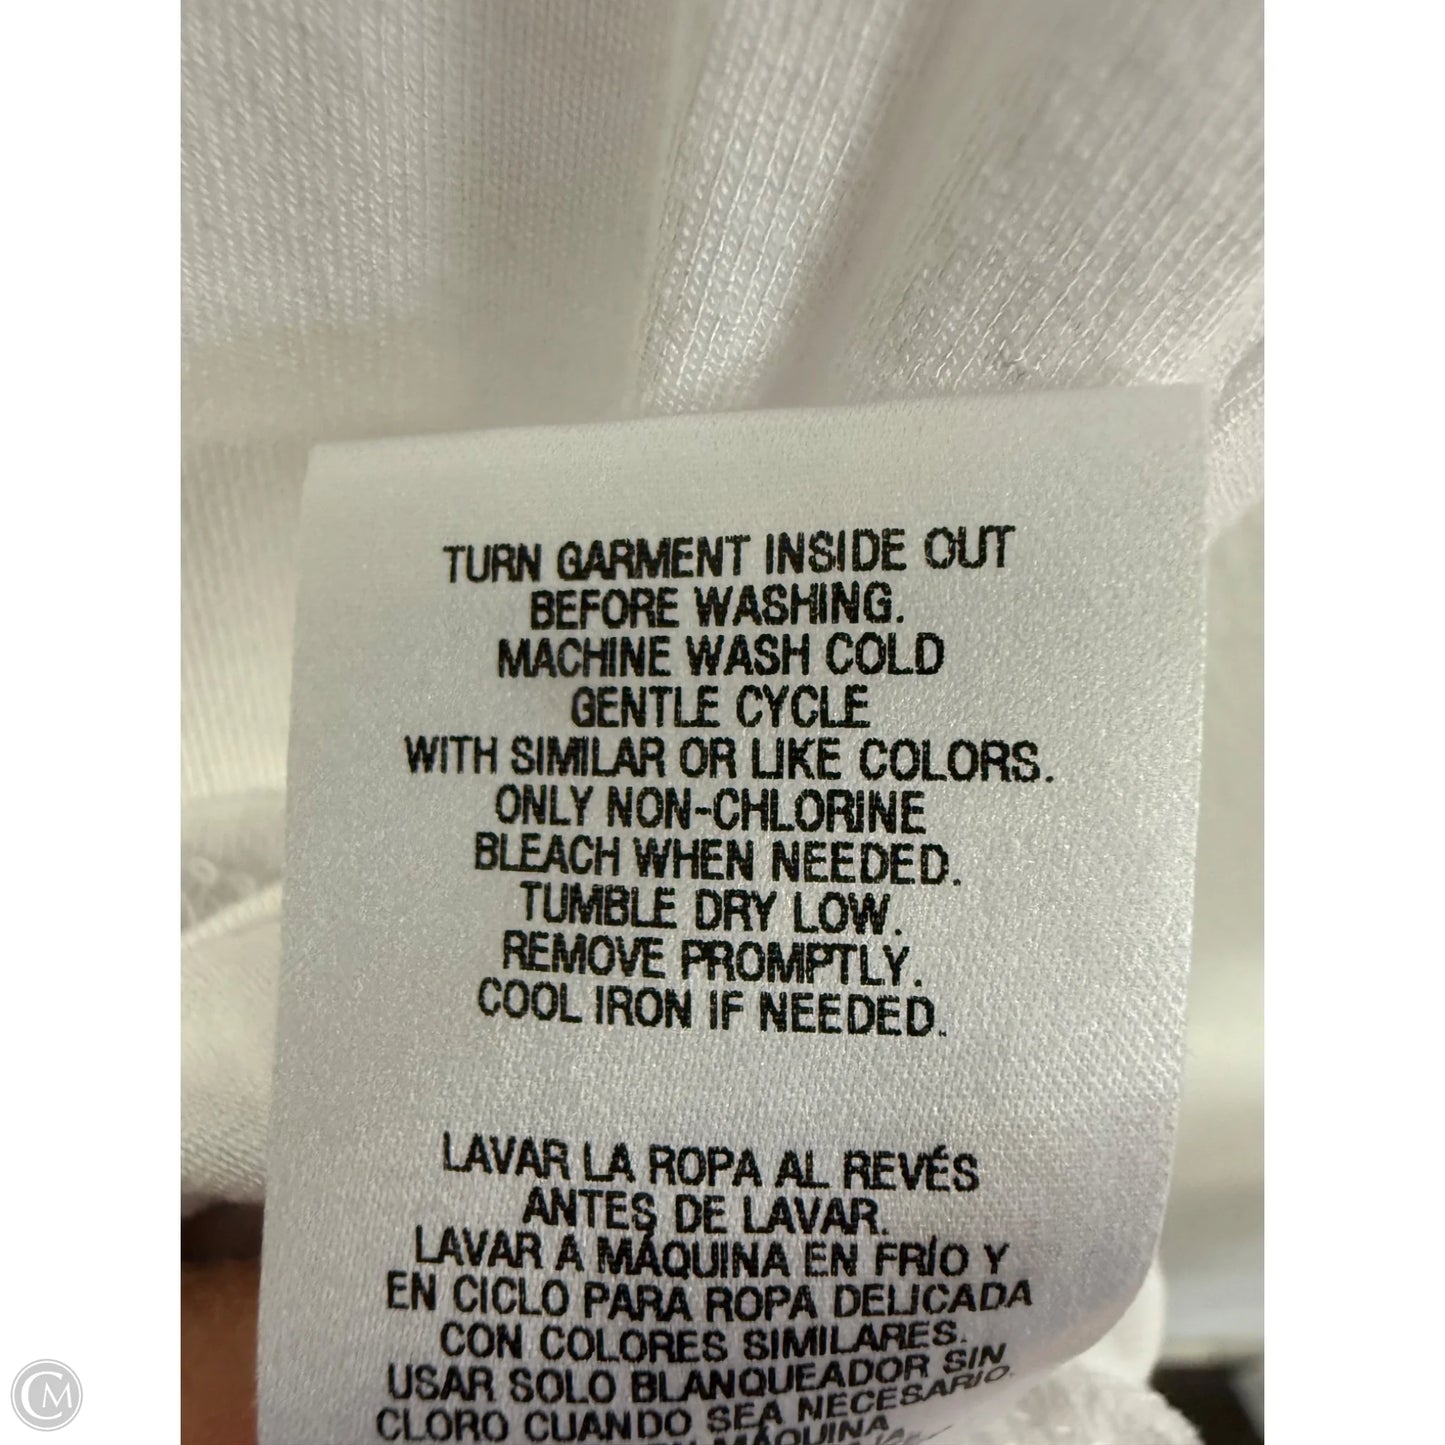 TURN GARMENT INSIDE OUT
BEFORE WASHING.
MACHINE WASH COLD
GENTLE CYCLE
WITH SIMILAR OR LIKE COLORS.
ONLY NON-CHLORINE
BLEACH WHEN NEEDED.
TUMBLE DRY LOW.
REMOVE PROMPTLY.
COOL IRON IF NEEDED.
LAVAR LA ROPA AL REVÉS
ANTES DE LAVAR.
LAVAR A MÁQUINA EN FRÍO Y
EN CICLO PARA ROPA DELICADA
CON COLORES SIMILARES.
USAR SOLO BLANQUEADOR SIN
CLORO CUANDO SEA NECESARIO.
MÁQUINA
CM